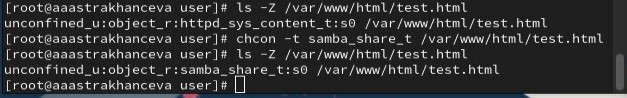 [root@aaastrakhanceva user]# ls -Z /var/www/html/test.html
unconfined_u:object_r:httpd_sys_content_t:s0 /var/www/html/test.html
[root@aaastrakhanceva user]# chcon -t samba_share_t /var/www/html/test.html
[root@aaastrakhanceva user]# ls -Z /var/www/html/test.html
unconfined_u:object_r:samba_share_t:s0 /var/www/html/test.html
[root@aaastrakhanceva user]#